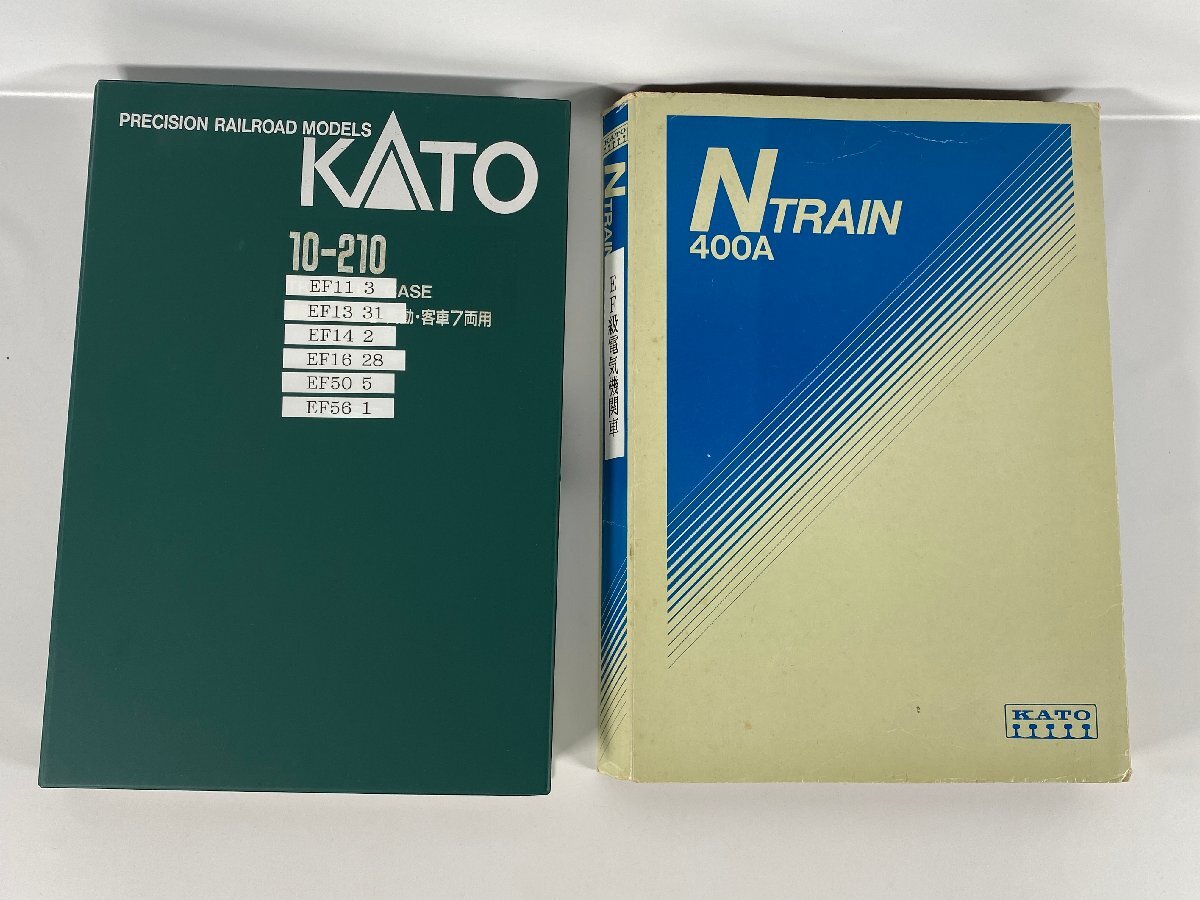 PRECISION RAILROAD MODELS
KATO
10-210
CASE
EF11 3
EF13 31
動・客車7両用
EF14 2
EF16 28
EF50 5
EF56 1
KATO
N TRAIN
EF級電気機関車
N TRAIN
400A
KATO